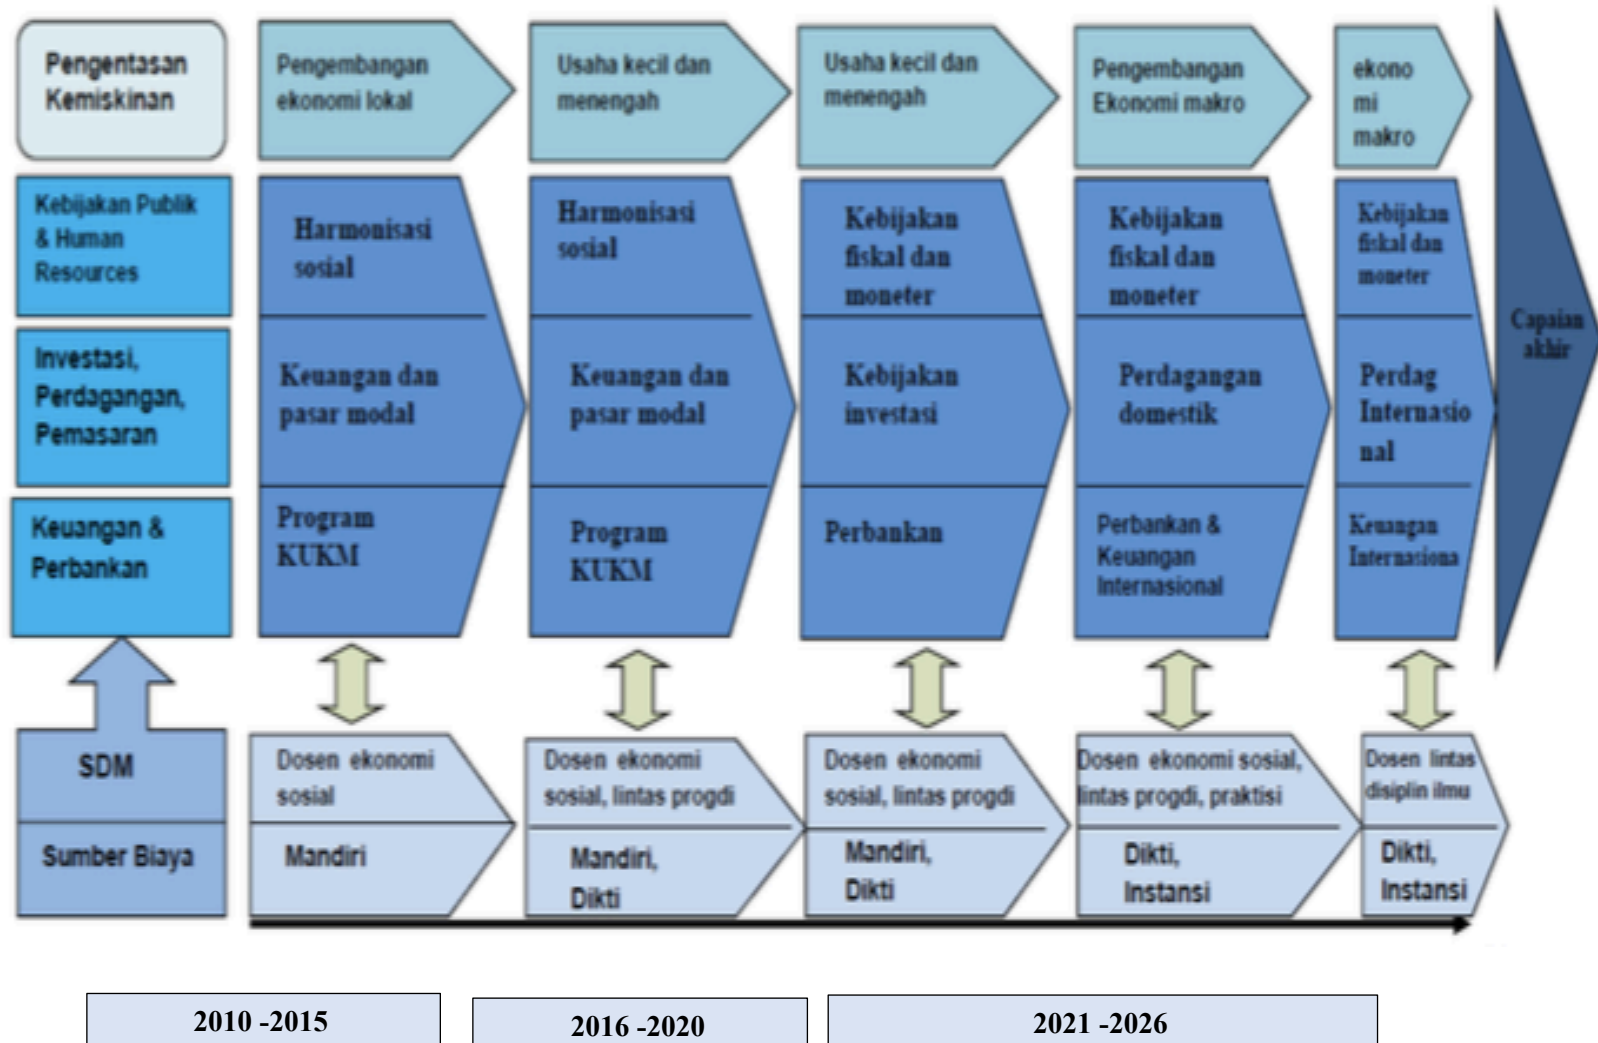 Pengentasan
Kemiskinan
Pengembangan
ekonomi lokal
Usaha kecil dan
menengah
Usaha kecil dan
menengah
Pengembangan
Ekonomi makro
ekono
mi
makro
Kebijakan Publik
& Human
Resources
Harmonisasi
sosial
Harmonisasi
sosial
Kebijakan
fiskal dan
moneter
Kebijakan
fiskal dan
moneter
Kebijakan
fiskal dan
moneter
Investasi,
Perdagangan,
Pemasaran
Keuangan dan
pasar modal
Keuangan dan
pasar modal
Kebijakan
investasi
Perdagangan
domestik
Perdag
Internasio
nal
Keuangan &
Perbankan
Program
KUKM
Program
KUKM
Perbankan
Perbankan &
Keuangan
Internasional
Keuangan
Internasiona
Capaian
akhir
SDM
Dosen ekonomi
sosial
Dosen ekonomi
sosial, lintas progdi
Dosen ekonomi
sosial, lintas progdi
Dosen ekonomi sosial,
lintas progdi, praktisi
Dosen lintas
disiplin ilmu
Sumber Biaya
Mandiri
Mandiri,
Dikti
Mandiri,
Dikti
Dikti,
Instansi
Dikti,
Instansi
2010 -2015
2016 -2020
2021 -2026